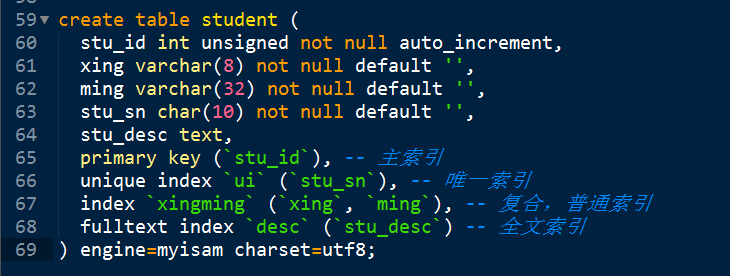 59 create table student (
60 stu_id int unsigned not null auto_increment,
61 xing varchar(8) not null default '',
62 ming varchar(32) not null default '',
63 stu_sn char(10) not null default '',
64 stu_desc text,
65 primary key (`stu_id`), -- 主索引
66 unique index `ui` (`stu_sn`), -- 唯一索引
67 index `xingming` (`xing`, `ming`), -- 复合，普通索引
68 fulltext index `desc` (`stu_desc`) -- 全文索引
69 ) engine=myisam charset=utf8;